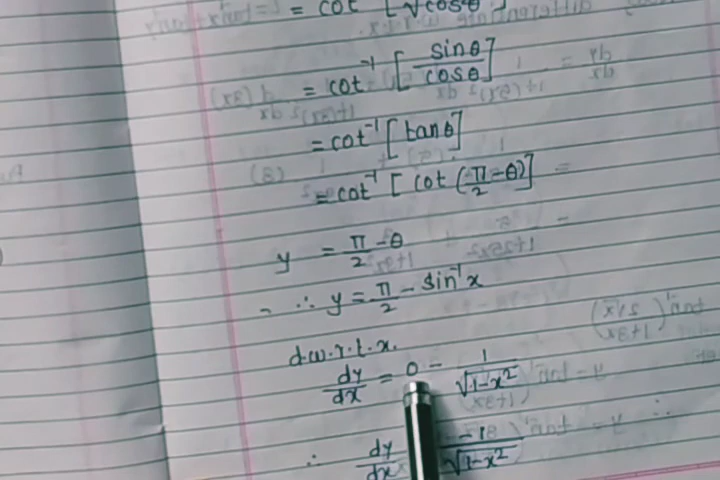 = cot⁻¹ [ sinθ / cosθ ]
= cot⁻¹ [ tanθ ]
= cot⁻¹ [ cot (π/2 - θ) ]
y = π/2 - θ
∴ y = π/2 - sin⁻¹x
d.w.r.t.x.
dy/dx = 0 - 1/√1-x²
∴ dy/dx -1/√1-x²